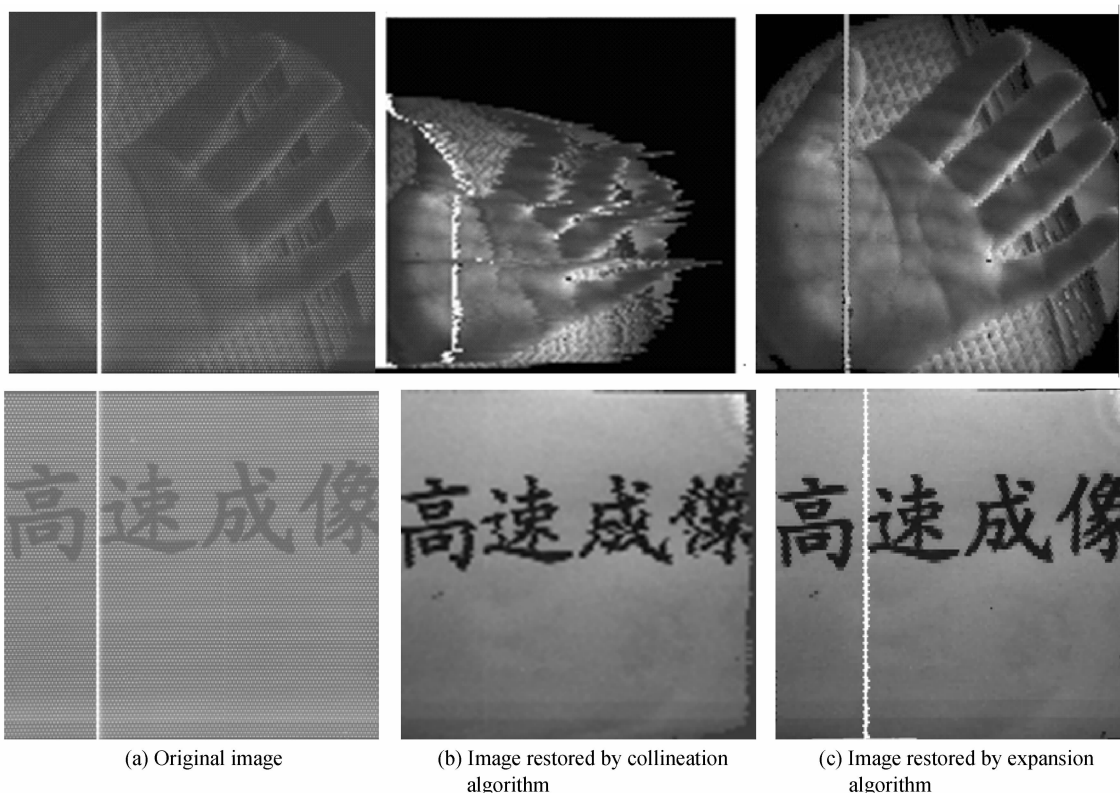 高速成像
高速成像
高速成像
(a) Original image
(b) Image restored by collineation
algorithm
(c) Image restored by expansion
algorithm